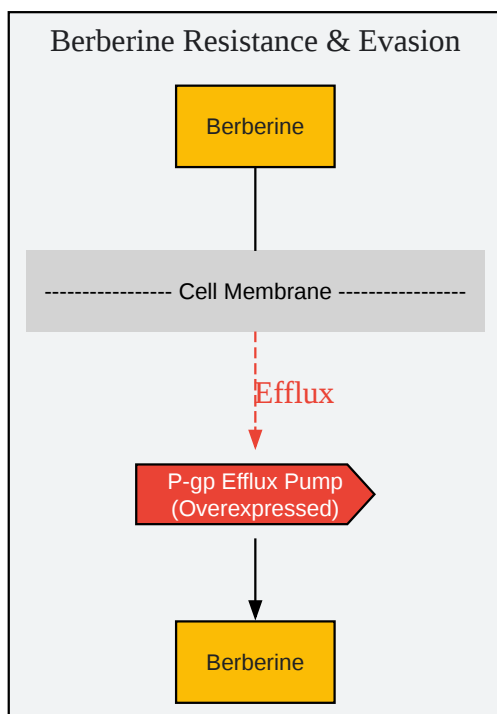 Berberine Resistance & Evasion
Berberine
----------------- Cell Membrane -----------------
Efflux
P-gp Efflux Pump
(Overexpressed)
Berberine